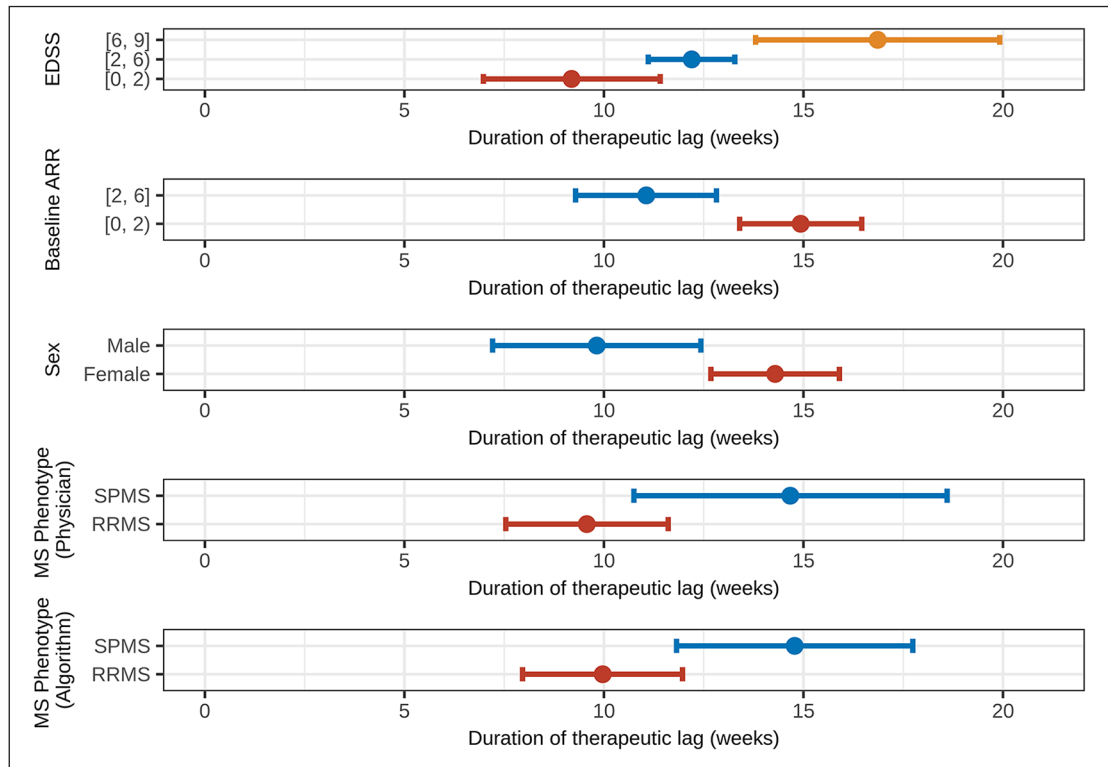 EDSS
[6, 9]
[2, 6)
[0, 2)
0 5 10 15 20
Duration of therapeutic lag (weeks)
Baseline ARR
[2, 6]
[0, 2)
0 5 10 15 20
Duration of therapeutic lag (weeks)
Sex
Male
Female
0 5 10 15 20
Duration of therapeutic lag (weeks)
MS Phenotype
(Physician)
SPMS
RRMS
0 5 10 15 20
Duration of therapeutic lag (weeks)
MS Phenotype
(Algorithm)
SPMS
RRMS
0 5 10 15 20
Duration of therapeutic lag (weeks)